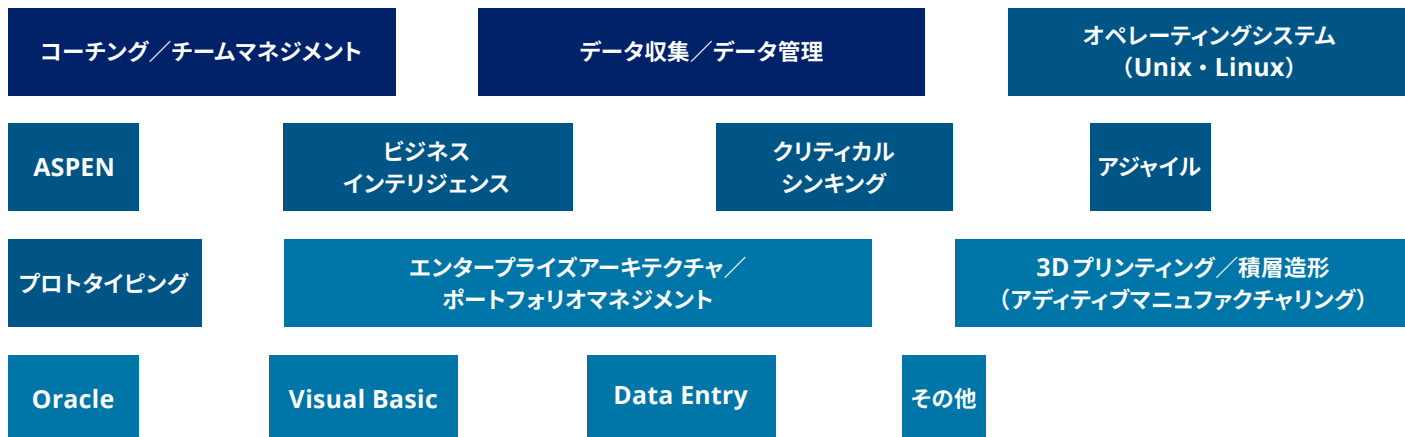 コーチング／チームマネジメント
データ収集／データ管理
オペレーティングシステム
（Unix・Linux）
ASPEN
ビジネス
インテリジェンス
クリティカル
シンキング
アジャイル
プロトタイピング
エンタープライズアーキテクチャ／
ポートフォリオマネジメント
3Dプリンティング／積層造形
（アディティブマニュファクチャリング）
Oracle
Visual Basic
Data Entry
その他